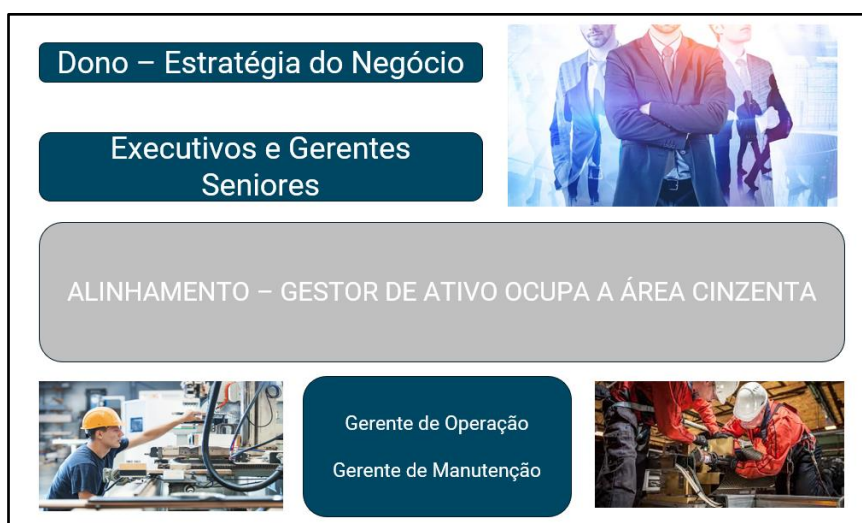 Dono – Estratégia do Negócio
Executivos e Gerentes
Seniores
ALINHAMENTO – GESTOR DE ATIVO OCUPA A ÁREA CINZENTA
Gerente de Operação
Gerente de Manutenção